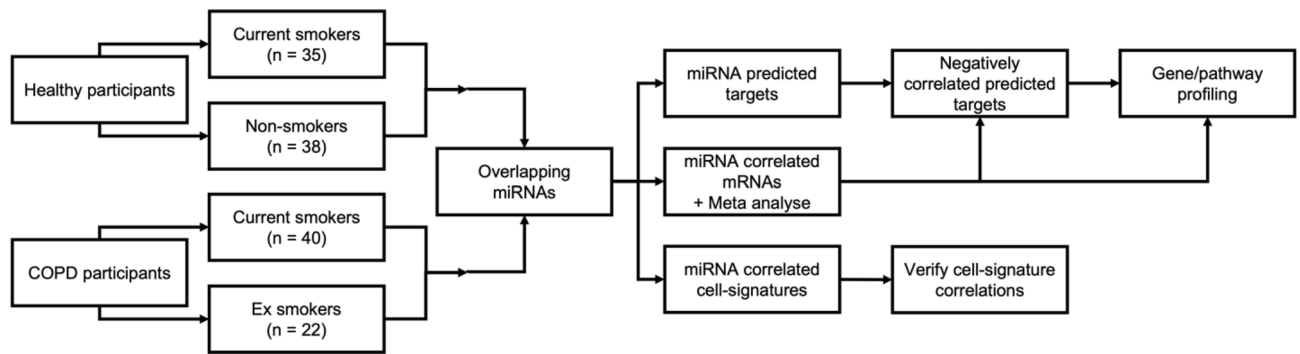 Healthy participants
Current smokers
(n = 35)
Non-smokers
(n = 38)
COPD participants
Current smokers
(n = 40)
Ex smokers
(n = 22)
Overlapping
miRNAs
miRNA predicted
targets
Negatively
correlated predicted
targets
Gene/pathway
profiling
miRNA correlated
mRNAs
+ Meta analyse
miRNA correlated
cell-signatures
Verify cell-signature
correlations